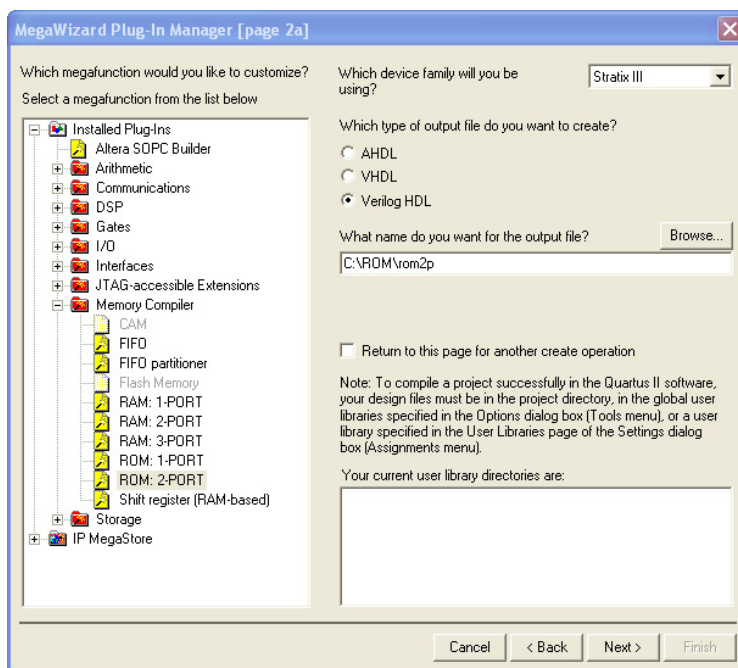 MegaWizard Plug-In Manager [page 2a]
Which megafunction would you like to customize?
Select a megafunction from the list below
Installed Plug-Ins
Altera SOPC Builder
Arithmetic
Communications
DSP
Gates
I/O
Interfaces
JTAG-accessible Extensions
Memory Compiler
CAM
FIFO
FIFO partitioner
Flash Memory
RAM: 1-PORT
RAM: 2-PORT
RAM: 3-PORT
ROM: 1-PORT
ROM: 2-PORT
Shift register (RAM-based)
Storage
IP MegaStore
Which device family will you be
using?
Stratix III
Which type of output file do you want to create?
AHDL
VHDL
Verilog HDL
What name do you want for the output file?
Browse...
C:\ROM\rom2p
Return to this page for another create operation
Note: To compile a project successfully in the Quartus II software,
your design files must be in the project directory, in the global user
libraries specified in the Options dialog box (Tools menu), or a user
library specified in the User Libraries page of the Settings dialog
box (Assignments menu).
Your current user library directories are:
Cancel
< Back
Next >
Finish